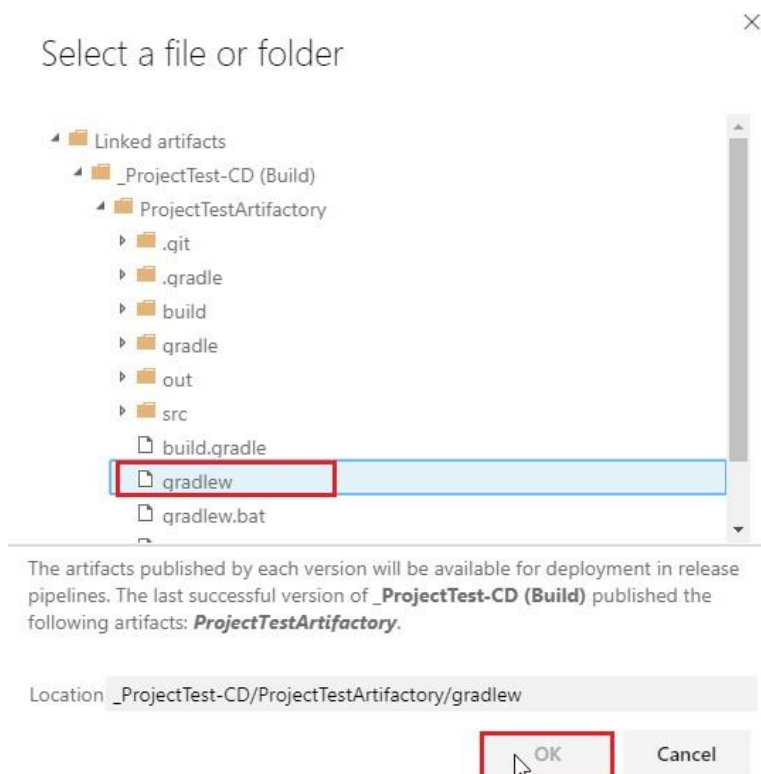 Select a file or folder
Linked artifacts
_ProjectTest-CD (Build)
ProjectTestArtifactory
.git
.gradle
build
gradle
out
src
build.gradle
gradlew
gradlew.bat
The artifacts published by each version will be available for deployment in release
pipelines. The last successful version of _ProjectTest-CD (Build) published the
following artifacts: ProjectTestArtifactory.
Location _ProjectTest-CD/ProjectTestArtifactory/gradlew
OK Cancel